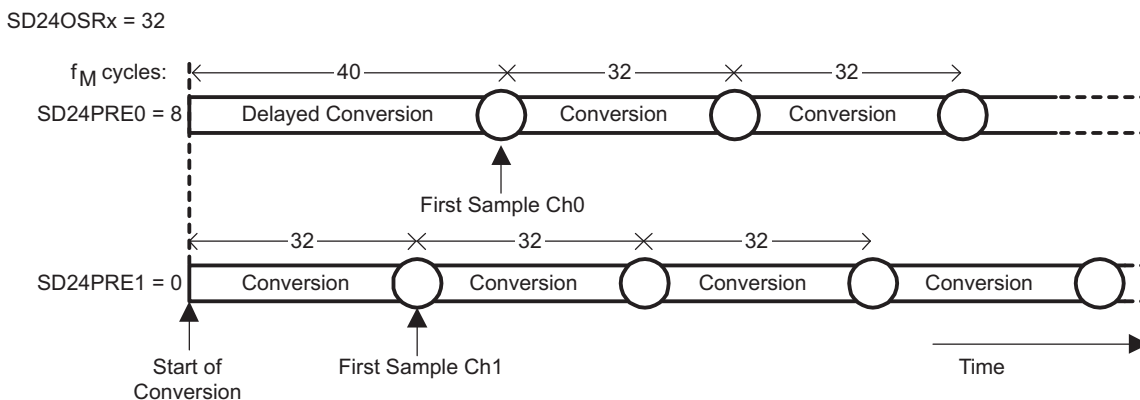 SD24OSRx = 32
fM cycles: 40 32 32
SD24PRE0 = 8 Delayed Conversion Conversion Conversion
First Sample Ch0
32 32 32
SD24PRE1 = 0 Conversion Conversion Conversion Conversion
Start of
Conversion
First Sample Ch1
Time